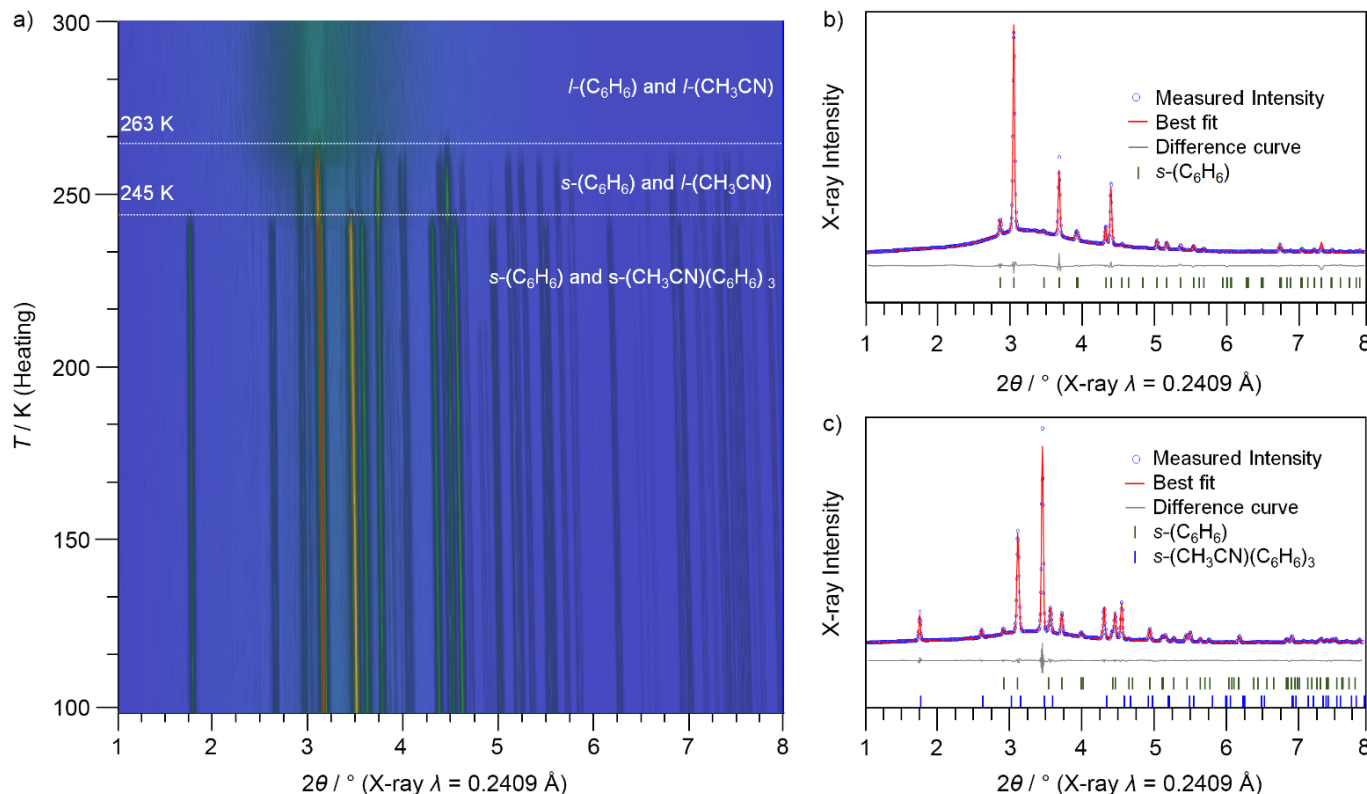 a)
300
250
200
150
100
T / K (Heating)
263 K
245 K
l-(C₆H₆) and l-(CH₃CN)
s-(C₆H₆) and l-(CH₃CN)
s-(C₆H₆) and s-(CH₃CN)(C₆H₆)₃
1 2 3 4 5 6 7 8
2θ / ° (X-ray λ = 0.2409 Å)
b)
X-ray Intensity
Measured Intensity
Best fit
Difference curve
s-(C₆H₆)
1 2 3 4 5 6 7 8
2θ / ° (X-ray λ = 0.2409 Å)
c)
X-ray Intensity
Measured Intensity
Best fit
Difference curve
s-(C₆H₆)
s-(CH₃CN)(C₆H₆)₃
1 2 3 4 5 6 7 8
2θ / ° (X-ray λ = 0.2409 Å)